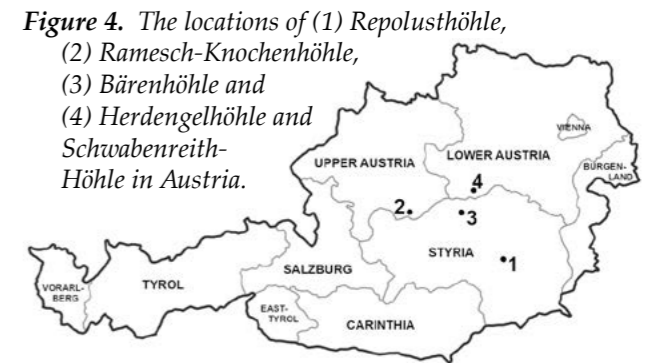 Figure 4. The locations of (1) Repolusthöhle,
(2) Ramesch-Knochenhöhle,
(3) Bärenhöhle and
(4) Herdengelhöhle and
Schwabenreith-
Höhle in Austria.
VIENNA
UPPER AUSTRIA
LOWER AUSTRIA
BURGEN-
LAND
4
2
3
STYRIA
1
SALZBURG
TYROL
VORARL-
BERG
EAST-
TYROL
CARINTHIA